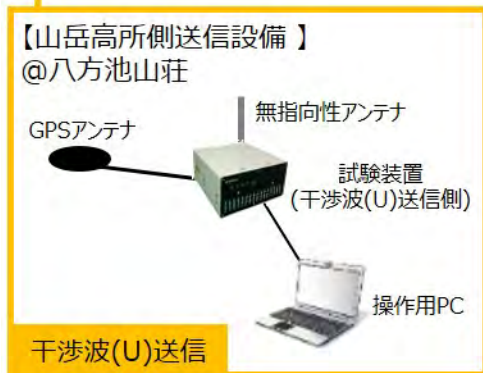 【山岳高所側送信設備 】
@八方池山荘
無指向性アンテナ
GPSアンテナ
試験装置
(干渉波(U)送信側)
操作用PC
干渉波(U)送信